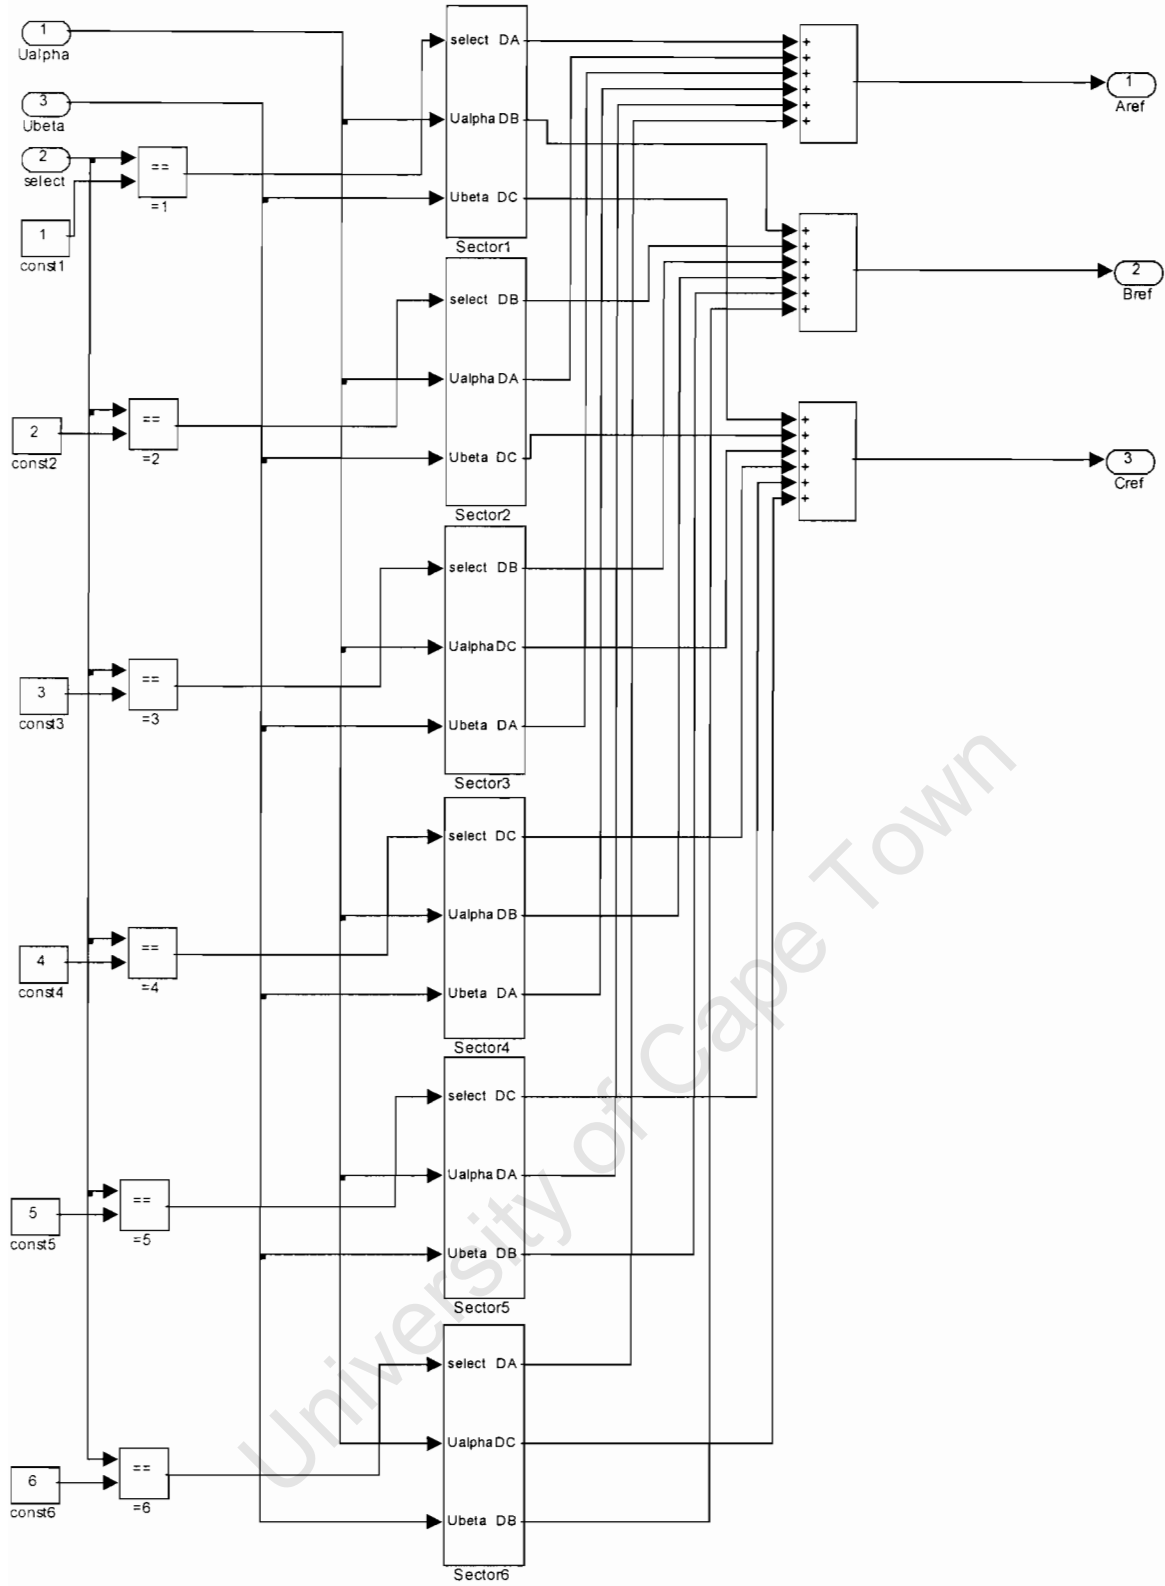 1
Ualpha
3
Ubeta
2
select
==
=1
1
const1
select DA
Ualpha DB
Ubeta DC
Sector1
+
+
+
+
+
+
1
Aref
+
+
+
+
+
+
2
Bref
select DB
Ualpha DA
Ubeta DC
Sector2
==
=2
2
const2
+
+
+
+
+
+
3
Cref
select DB
Ualpha DC
Ubeta DA
Sector3
==
=3
3
const3
select DC
Ualpha DB
Ubeta DA
Sector4
==
=4
4
const4
select DC
Ualpha DA
Ubeta DB
Sector5
==
=5
5
const5
select DA
Ualpha DC
Ubeta DB
Sector6
==
=6
6
const6
University of Cape Town